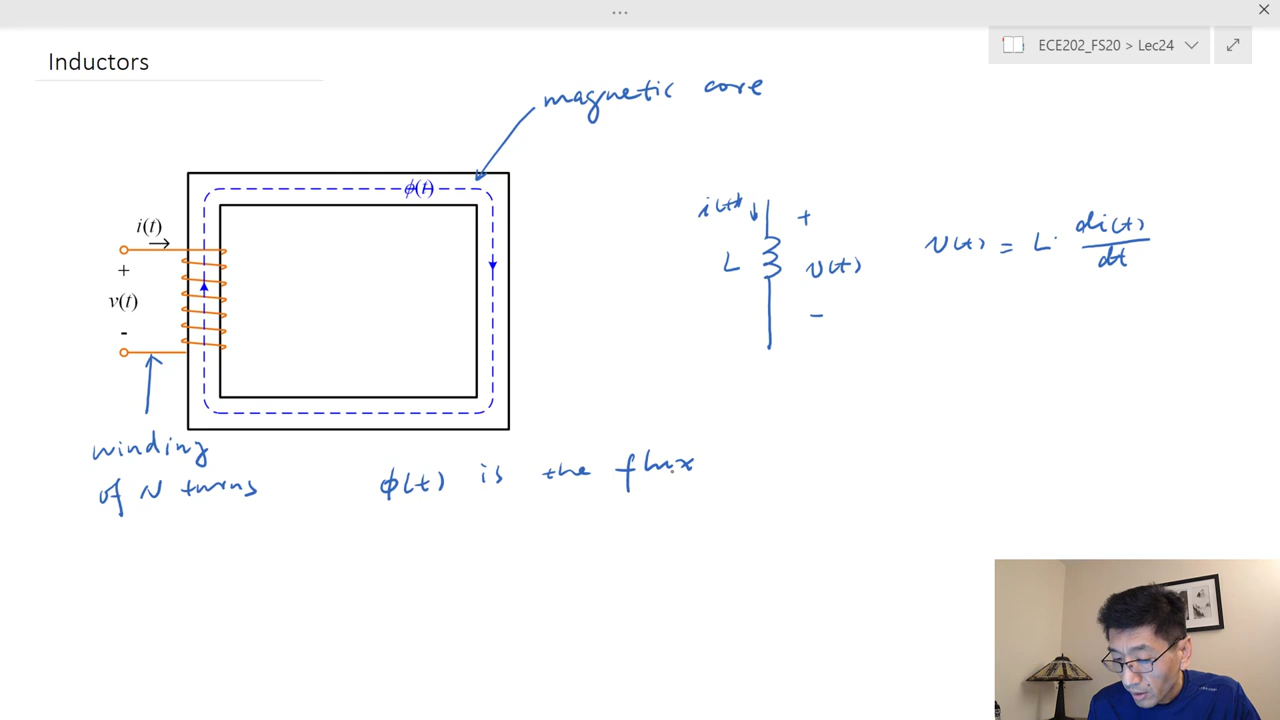 Inductors
ECE202_FS20 > Lec24
magnetic core
ϕ(t)
i(t)
+
v(t)
-
i(t)
+
L
v(t)
-
v(t) = L · di(t)/dt
winding
of N turns
ϕ(t) is the flux